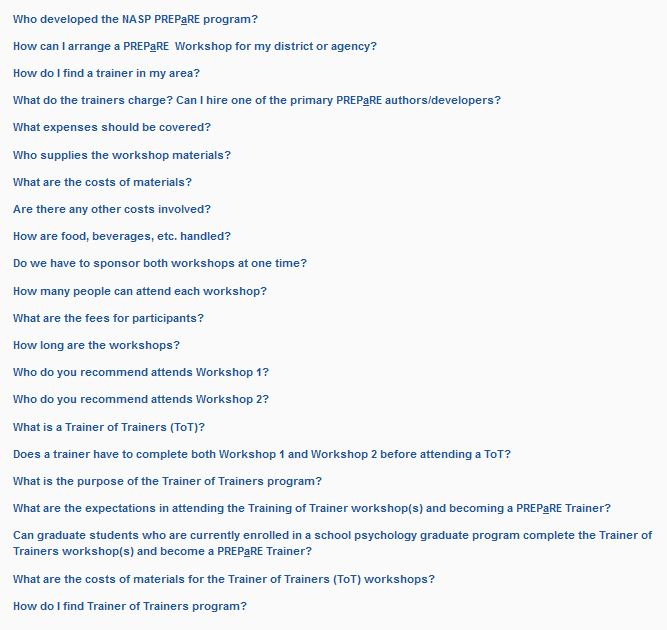 Who developed the NASP PREPaRE program?
How can I arrange a PREPaRE Workshop for my district or agency?
How do I find a trainer in my area?
What do the trainers charge? Can I hire one of the primary PREPaRE authors/developers?
What expenses should be covered?
Who supplies the workshop materials?
What are the costs of materials?
Are there any other costs involved?
How are food, beverages, etc. handled?
Do we have to sponsor both workshops at one time?
How many people can attend each workshop?
What are the fees for participants?
How long are the workshops?
Who do you recommend attends Workshop 1?
Who do you recommend attends Workshop 2?
What is a Trainer of Trainers (ToT)?
Does a trainer have to complete both Workshop 1 and Workshop 2 before attending a ToT?
What is the purpose of the Trainer of Trainers program?
What are the expectations in attending the Training of Trainer workshop(s) and becoming a PREPaRE Trainer?
Can graduate students who are currently enrolled in a school psychology graduate program complete the Trainer of
Trainers workshop(s) and become a PREPaRE Trainer?
What are the costs of materials for the Trainer of Trainers (ToT) workshops?
How do I find Trainer of Trainers program?